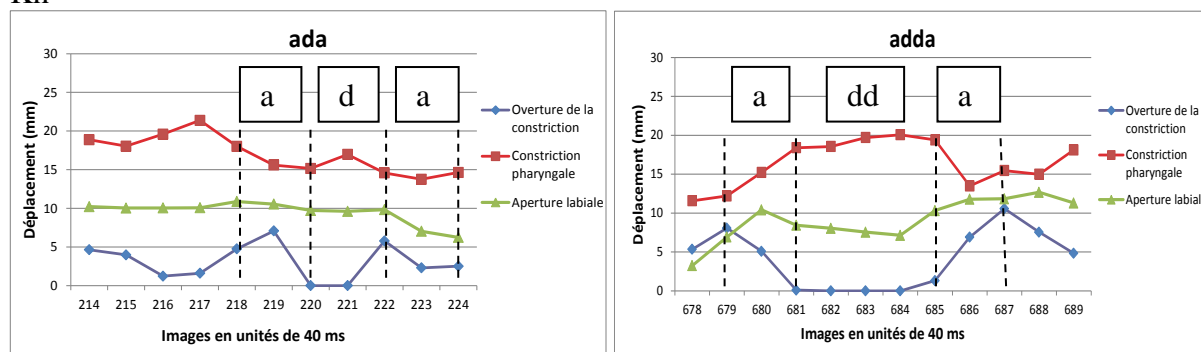 ada
30
25
20
15
10
5
0
Déplacement (mm)
a
d
a
214 215 216 217 218 219 220 221 222 223 224
Images en unités de 40 ms
Overture de la
constriction
Constriction
pharyngale
Aperture labiale
adda
30
25
20
15
10
5
0
Déplacement (mm)
a
dd
a
678 679 680 681 682 683 684 685 686 687 688 689
Images en unités de 40 ms
Overture de la
constriction
Constriction
pharyngale
Aperture labiale